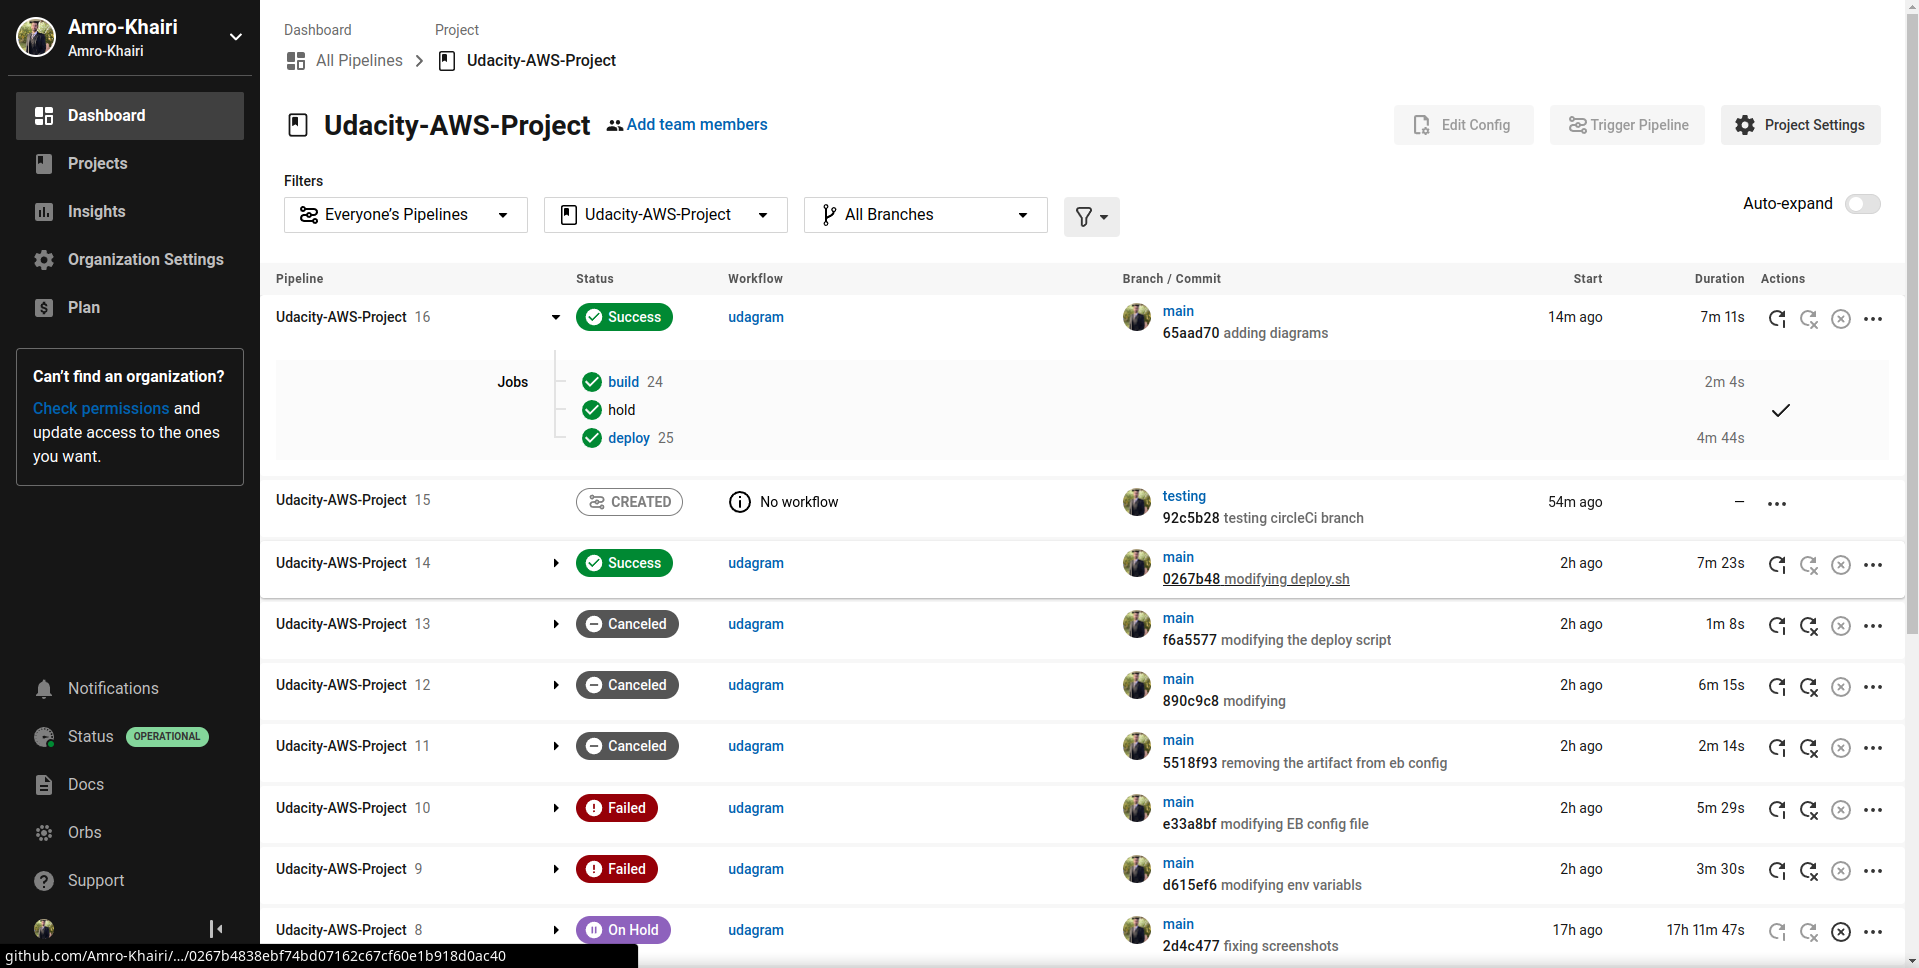 Amro-Khairi
Amro-Khairi
Dashboard
Projects
Insights
Organization Settings
Plan
Can't find an organization?
Check permissions and
update access to the ones
you want.
Notifications
Status OPERATIONAL
Docs
Orbs
Support
Dashboard Project
All Pipelines Udacity-AWS-Project
Udacity-AWS-Project Add team members
Edit Config Trigger Pipeline Project Settings
Filters
Everyone's Pipelines Udacity-AWS-Project All Branches
Auto-expand
Pipeline Status Workflow Branch / Commit Start Duration Actions
Udacity-AWS-Project 16 Success udagram main 14m ago 7m 11s
65aad70 adding diagrams
Jobs build 24 2m 4s
hold
deploy 25 4m 44s
Udacity-AWS-Project 15 CREATED No workflow testing 54m ago –
92c5b28 testing circleCi branch
Udacity-AWS-Project 14 Success udagram main 2h ago 7m 23s
0267b48 modifying deploy.sh
Udacity-AWS-Project 13 Canceled udagram main 2h ago 1m 8s
f6a5577 modifying the deploy script
Udacity-AWS-Project 12 Canceled udagram main 2h ago 6m 15s
890c9c8 modifying
Udacity-AWS-Project 11 Canceled udagram main 2h ago 2m 14s
5518f93 removing the artifact from eb config
Udacity-AWS-Project 10 Failed udagram main 2h ago 5m 29s
e33a8bf modifying EB config file
Udacity-AWS-Project 9 Failed udagram main 2h ago 3m 30s
d615ef6 modifying env variabls
Udacity-AWS-Project 8 On Hold udagram main 17h ago 17h 11m 47s
2d4c477 fixing screenshots
github.com/Amro-Khairi/.../0267b4838ebf74bd07162c67cf60e1b918d0ac40